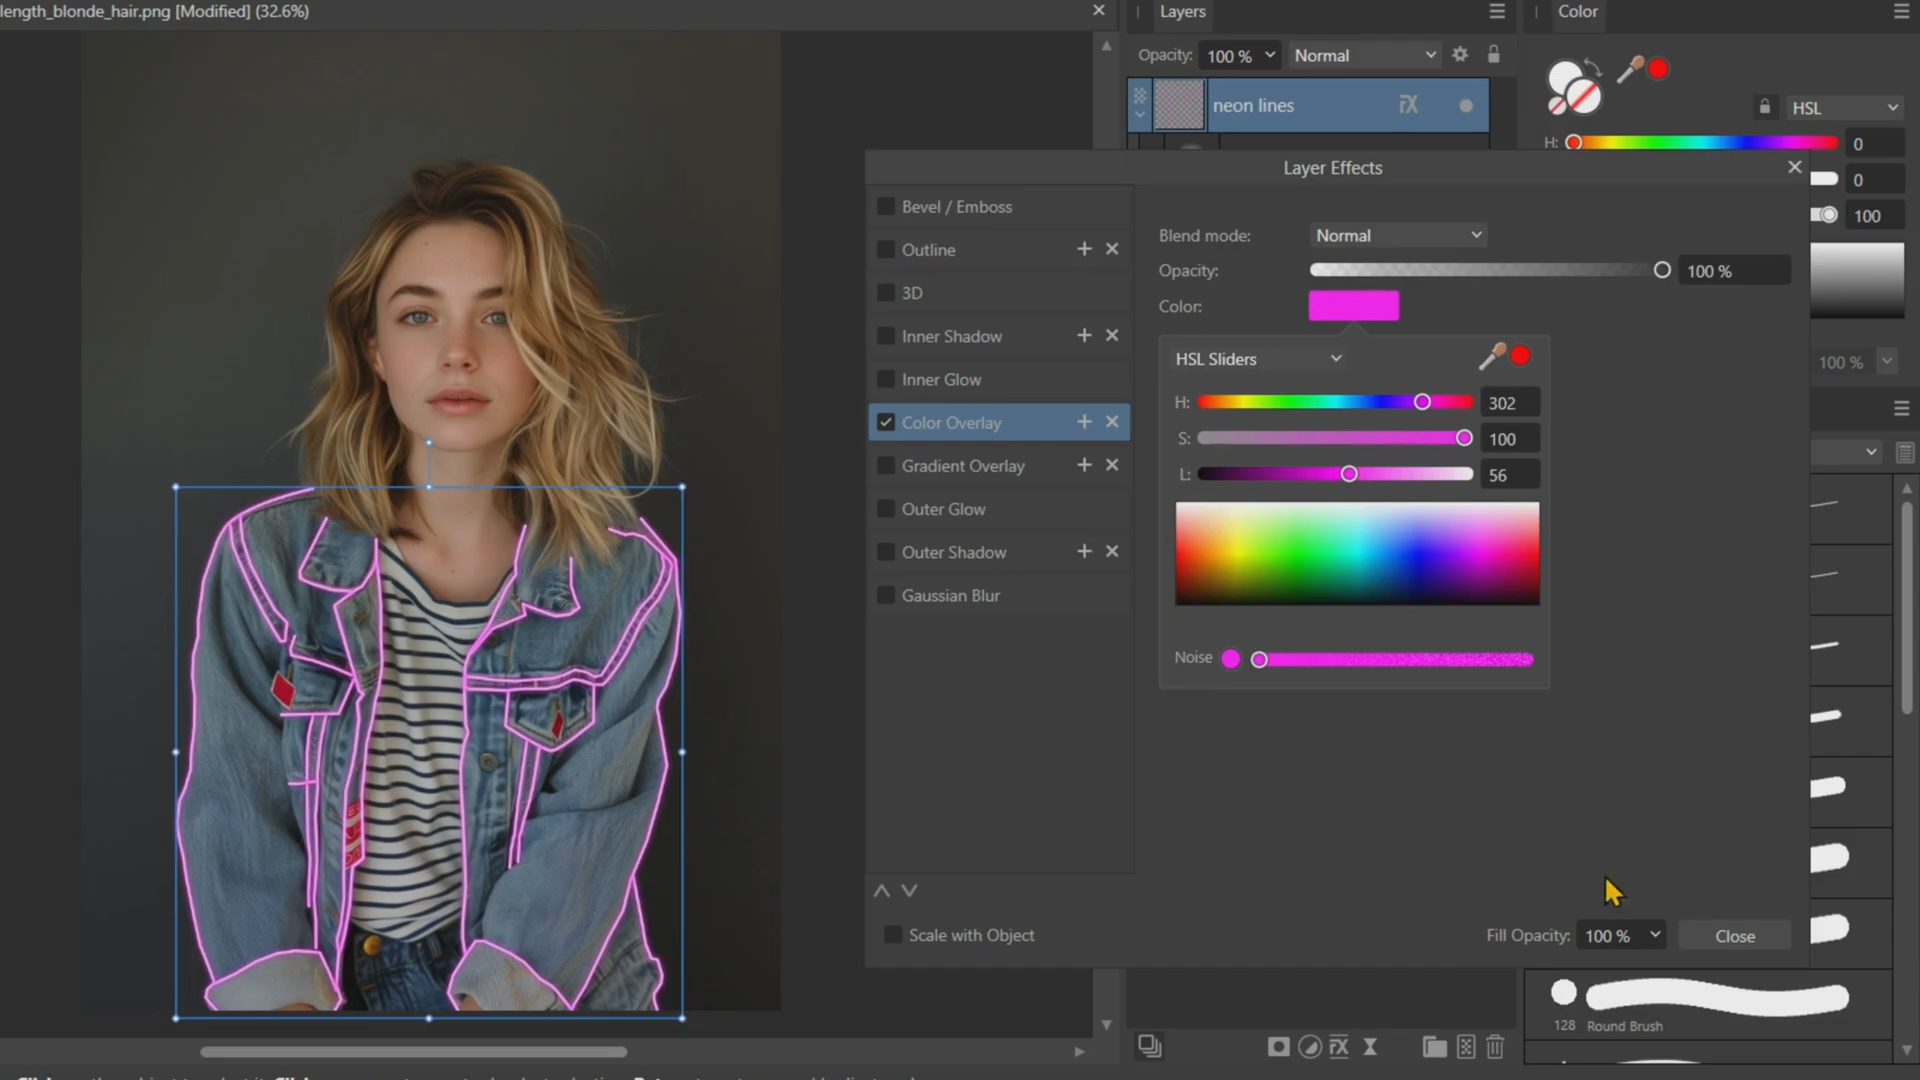 length_blonde_hair.png [Modified] (32.6%)
Layers
Color
Opacity: 100 % Normal
neon lines
HSL
H: 0
0
100
100 %
Layer Effects
Bevel / Emboss
Outline
3D
Inner Shadow
Inner Glow
Color Overlay
Gradient Overlay
Outer Glow
Outer Shadow
Gaussian Blur
Blend mode: Normal
Opacity: 100 %
Color:
HSL Sliders
H: 302
S: 100
L: 56
Noise
Scale with Object
Fill Opacity: 100 % Close
128 Round Brush